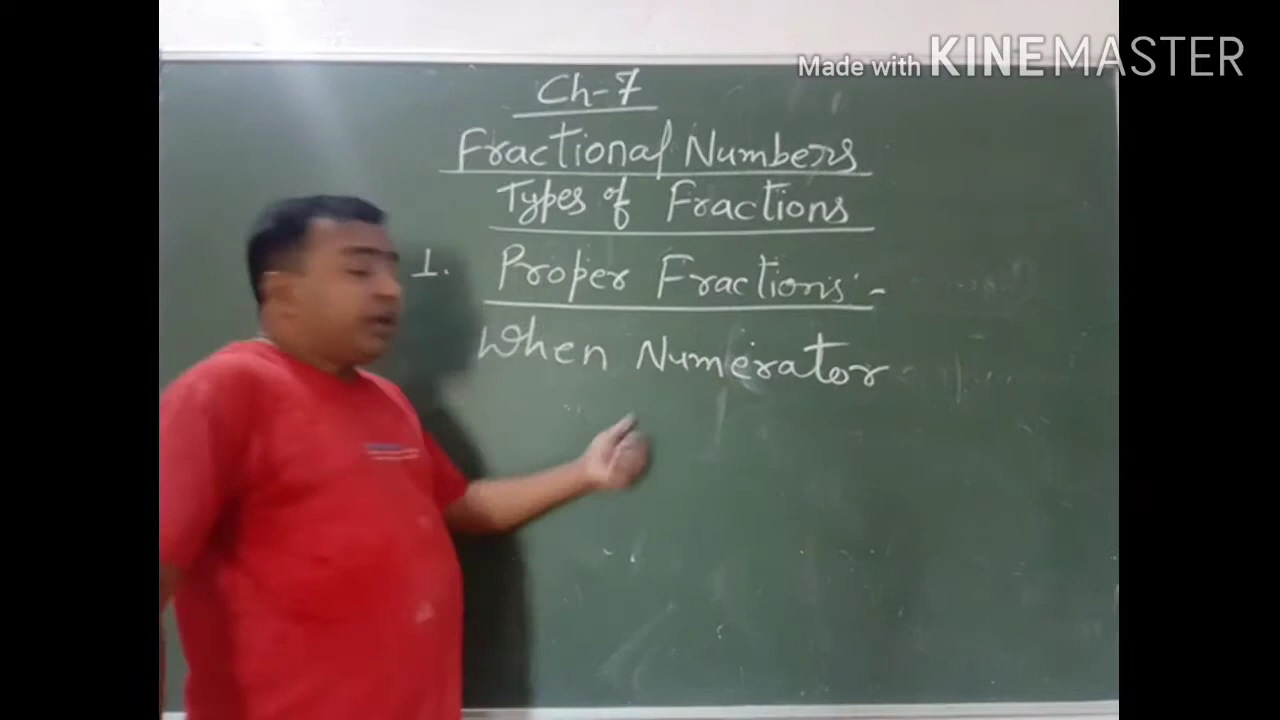 Made with KINEMASTER
Ch-7
Fractional Numbers
Types of Fractions
1. Proper Fractions:-
When Numerator